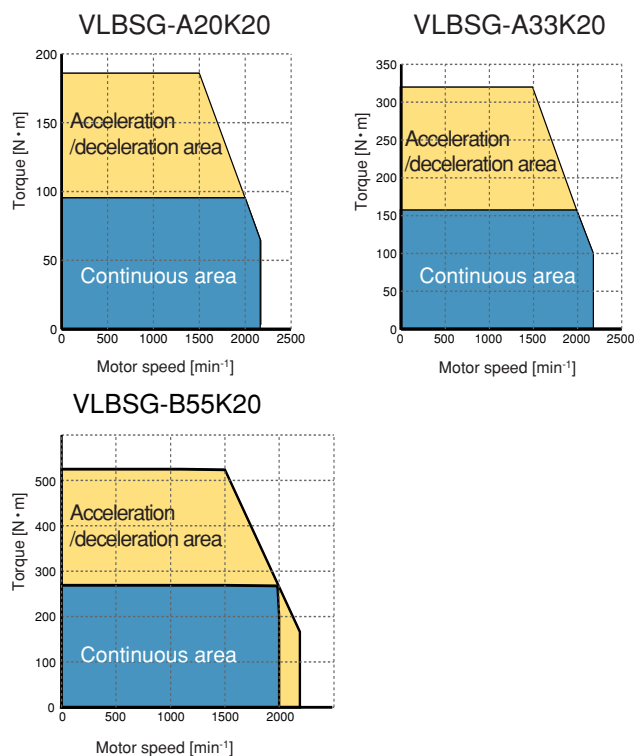 VLBSG-A20K20
200
150
100
50
0
Torque [N・m]
Acceleration
/deceleration area
Continuous area
0 500 1000 1500 2000 2500
Motor speed [min-1]
VLBSG-A33K20
350
300
250
200
150
100
50
0
Torque [N・m]
Acceleration
/deceleration area
Continuous area
0 500 1000 1500 2000 2500
Motor speed [min-1]
VLBSG-B55K20
500
400
300
200
100
0
Torque [N・m]
Acceleration
/deceleration area
Continuous area
0 500 1000 1500 2000
Motor speed [min-1]